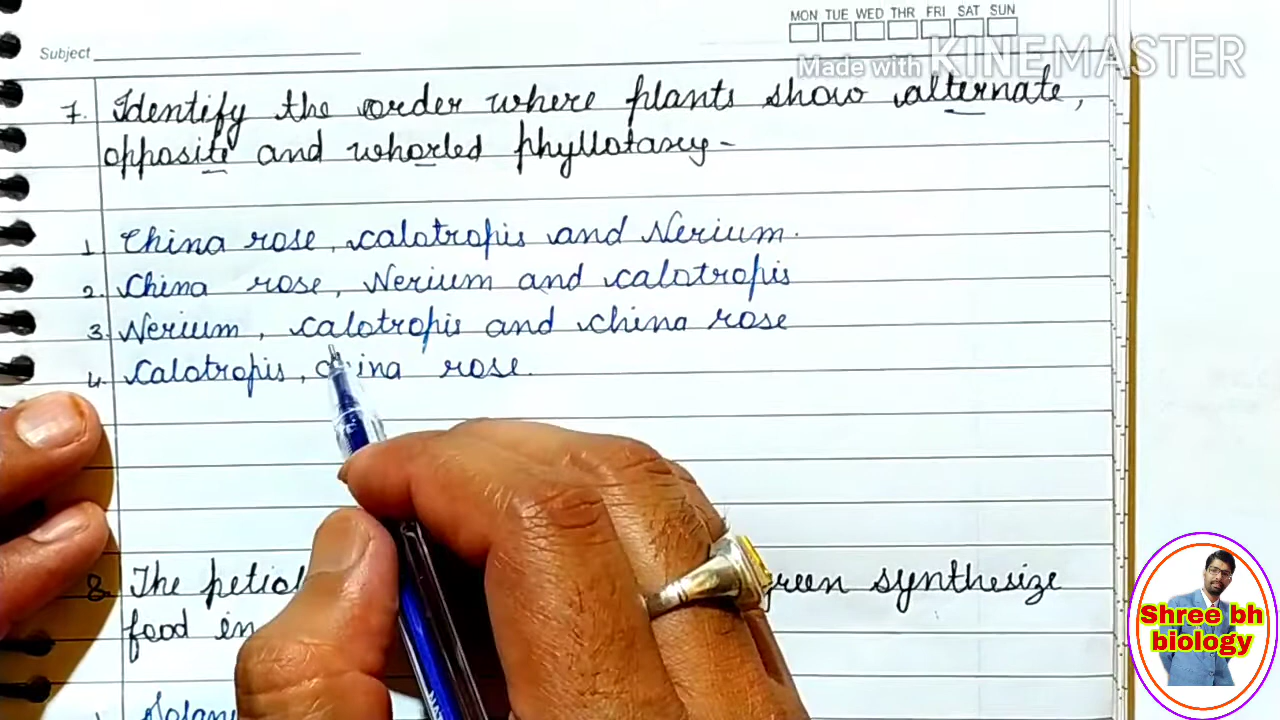 MON TUE WED THR FRI SAT SUN
Subject
Made with KINEMASTER
7. Identify the order where plants show alternate,
opposite and whorled phyllotaxy-
1. China rose, calotropis and Nerium.
2. China rose, Nerium and calotropis
3. Nerium, calotropis and china rose
4. Calotropis, china rose.
8. The green synthesize
food
Shree bh
biology